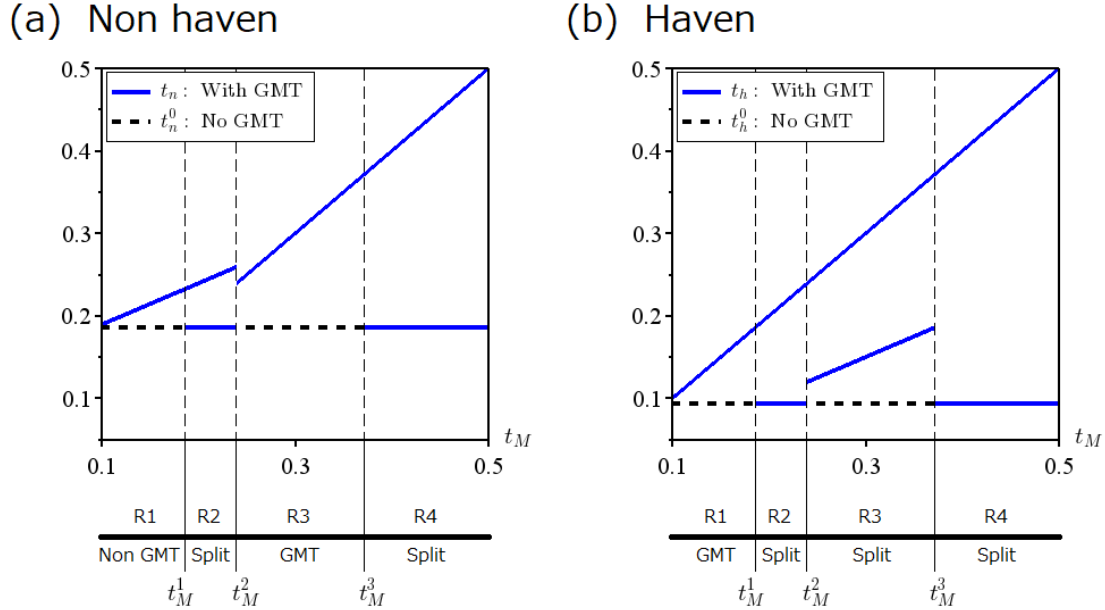 (a) Non haven
0.5
0.4
0.3
0.2
0.1
t_n : With GMT
t_n^0 : No GMT
0.1
0.3
0.5
t_M
R1
R2
R3
R4
Non GMT
Split
GMT
Split
t_M^1
t_M^2
t_M^3
(b) Haven
0.5
0.4
0.3
0.2
0.1
t_h : With GMT
t_h^0 : No GMT
0.1
0.3
0.5
t_M
R1
R2
R3
R4
GMT
Split
Split
Split
t_M^1
t_M^2
t_M^3